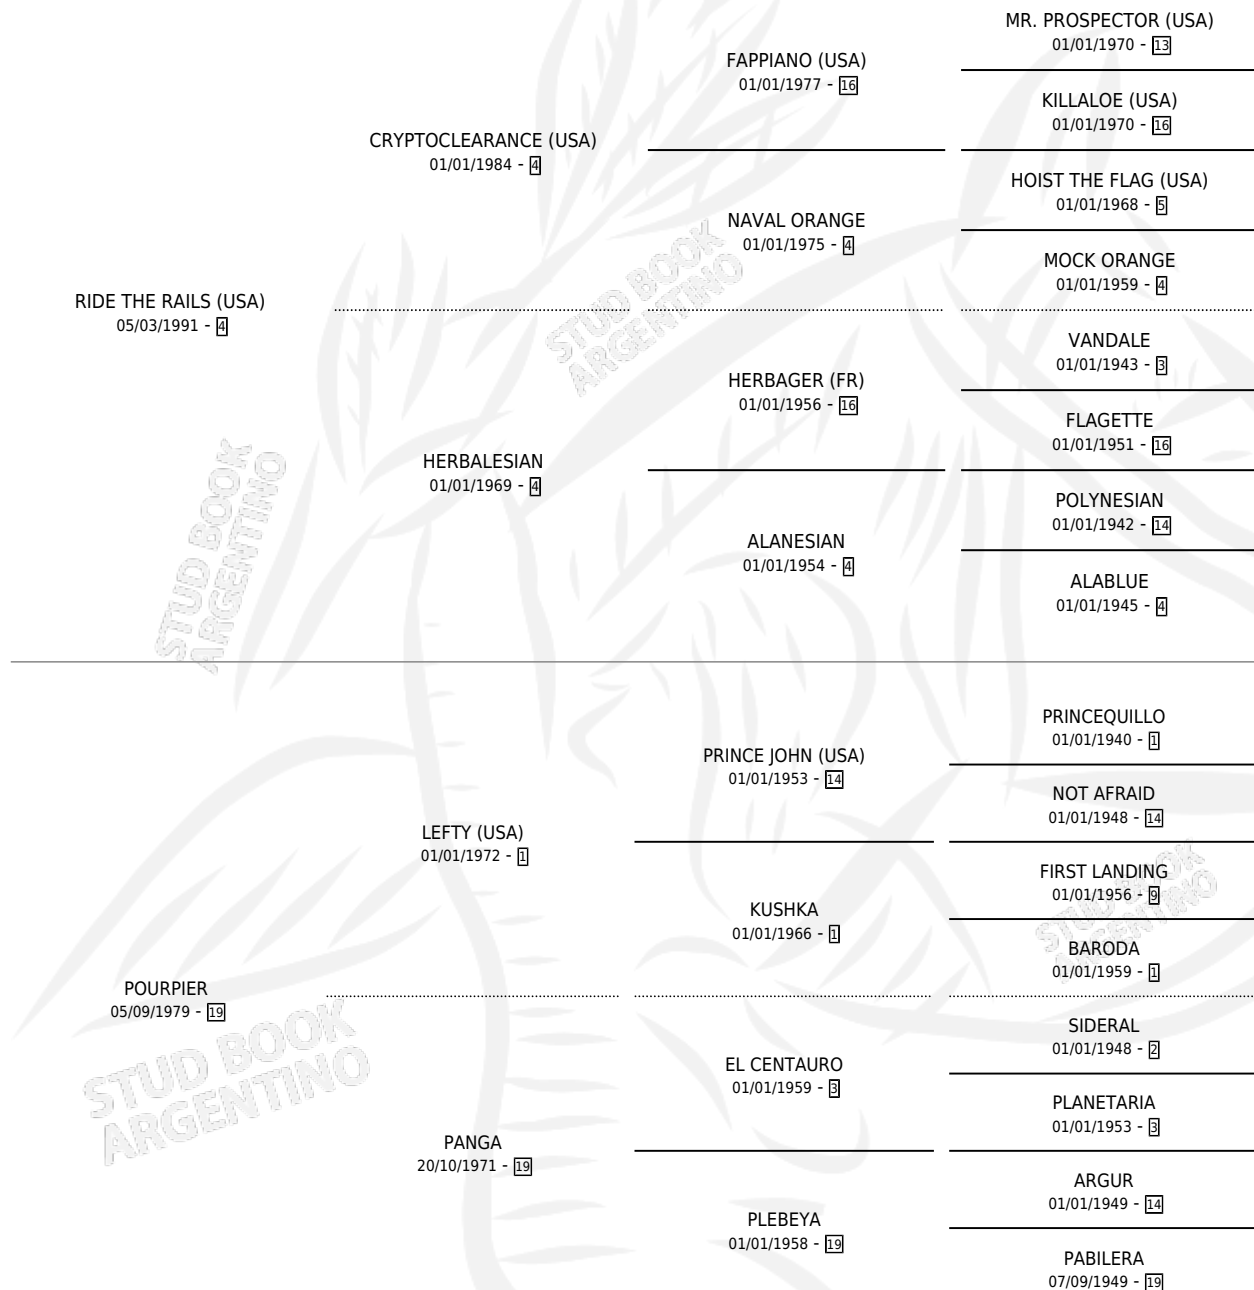 MR. PROSPECTOR (USA)
01/01/1970 - 13
FAPPIANO (USA)
01/01/1977 - 16
KILLALOE (USA)
01/01/1970 - 16
CRYPTOCLEARANCE (USA)
01/01/1984 - 4
HOIST THE FLAG (USA)
01/01/1968 - 5
NAVAL ORANGE
01/01/1975 - 4
MOCK ORANGE
01/01/1959 - 4
RIDE THE RAILS (USA)
05/03/1991 - 4
VANDALE
01/01/1943 - 3
HERBAGER (FR)
01/01/1956 - 16
FLAGETTE
01/01/1951 - 16
HERBALESIAN
01/01/1969 - 4
POLYNESIAN
01/01/1942 - 14
ALANESIAN
01/01/1954 - 4
ALABLUE
01/01/1945 - 4
PRINCEQUILLO
01/01/1940 - 1
PRINCE JOHN (USA)
01/01/1953 - 14
NOT AFRAID
01/01/1948 - 14
LEFTY (USA)
01/01/1972 - 1
FIRST LANDING
01/01/1956 - 9
KUSHKA
01/01/1966 - 1
BARODA
01/01/1959 - 1
POURPIER
05/09/1979 - 19
SIDERAL
01/01/1948 - 2
EL CENTAURO
01/01/1959 - 3
PLANETARIA
01/01/1953 - 3
PANGA
20/10/1971 - 19
ARGUR
01/01/1949 - 14
PLEBEYA
01/01/1958 - 19
PABILERA
07/09/1949 - 19
STUD BOOK
ARGENTINO
STUD BOOK
ARGENTINO
STUD BOOK
ARGENTINO
STUD BOOK
ARGENTINO